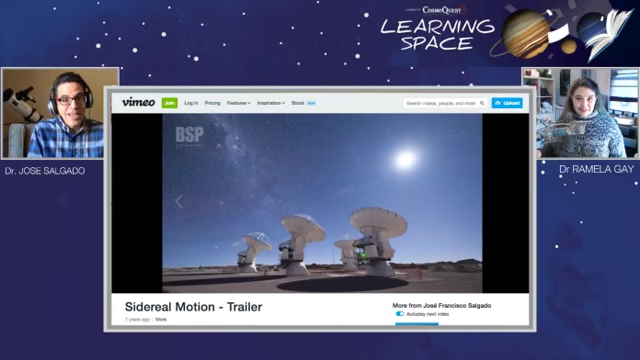 COSMOQUEST
LEARNING
SPACE
vimeo Join Log in Pricing Features Inspiration Stock Search videos, people, and more Upload
BSP
Dr. JOSE SALGADO
Dr RAMELA GAY
Sidereal Motion - Trailer
7 years ago More
More from José Francisco Salgado
Autoplay next video